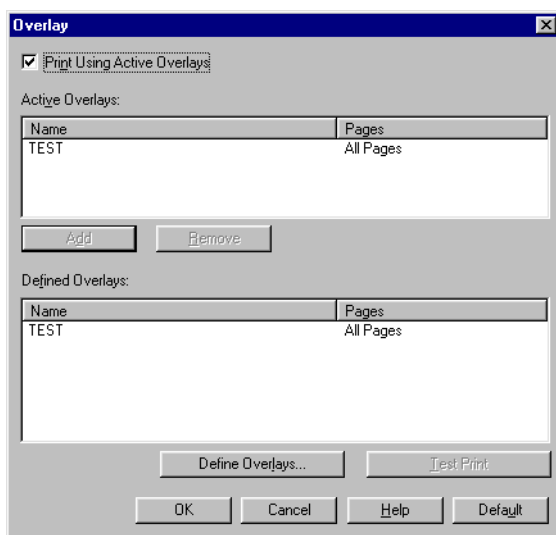 Overlay
Print Using Active Overlays
Active Overlays:
Name Pages
TEST All Pages
Add Remove
Defined Overlays:
Name Pages
TEST All Pages
Define Overlays... Test Print
OK Cancel Help Default